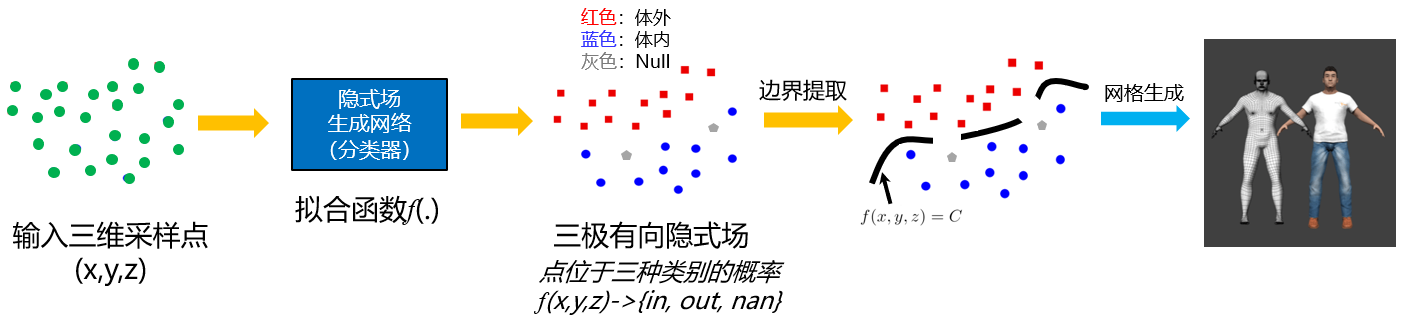 红色：体外
蓝色：体内
灰色：Null
隐式场
生成网络
（分类器）
边界提取
网格生成
拟合函数f(.)
f(x, y, z) = C
输入三维采样点
(x,y,z)
三极有向隐式场
点位于三种类别的概率
f(x,y,z)->{in, out, nan}